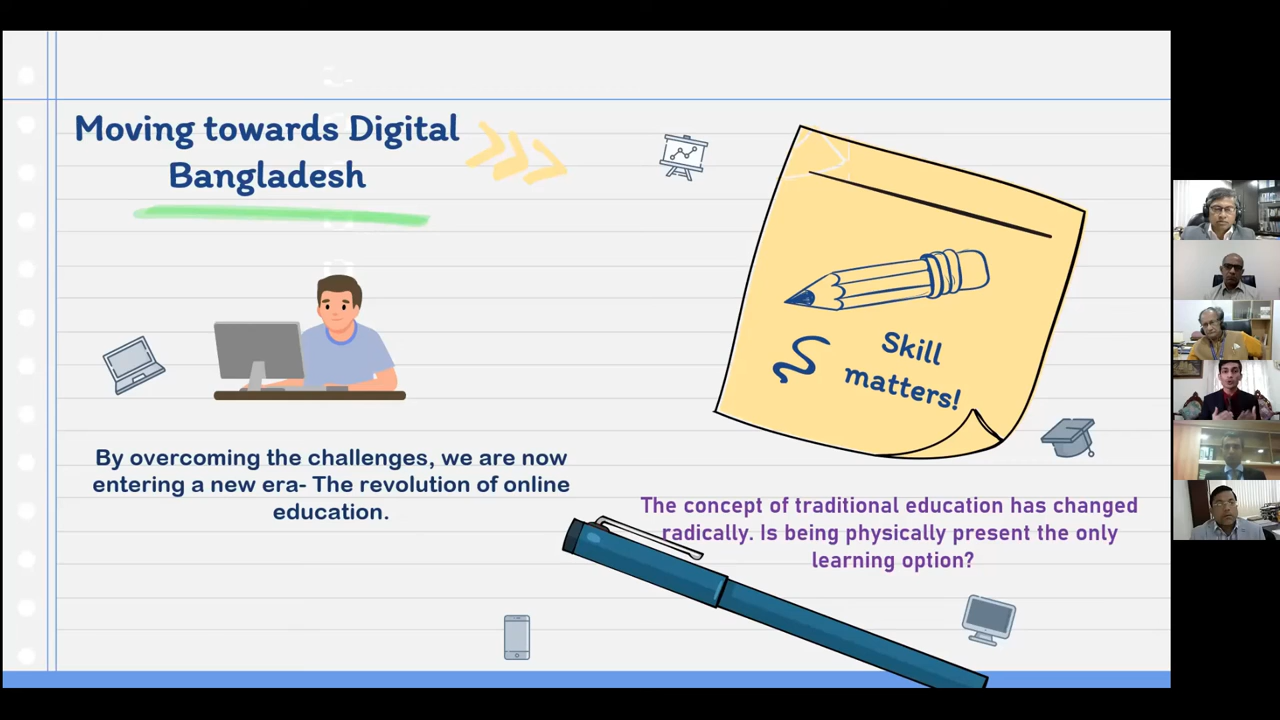 Moving towards Digital
Bangladesh
Skill
matters!
By overcoming the challenges, we are now
entering a new era- The revolution of online
education.
The concept of traditional education has changed
radically. Is being physically present the only
learning option?